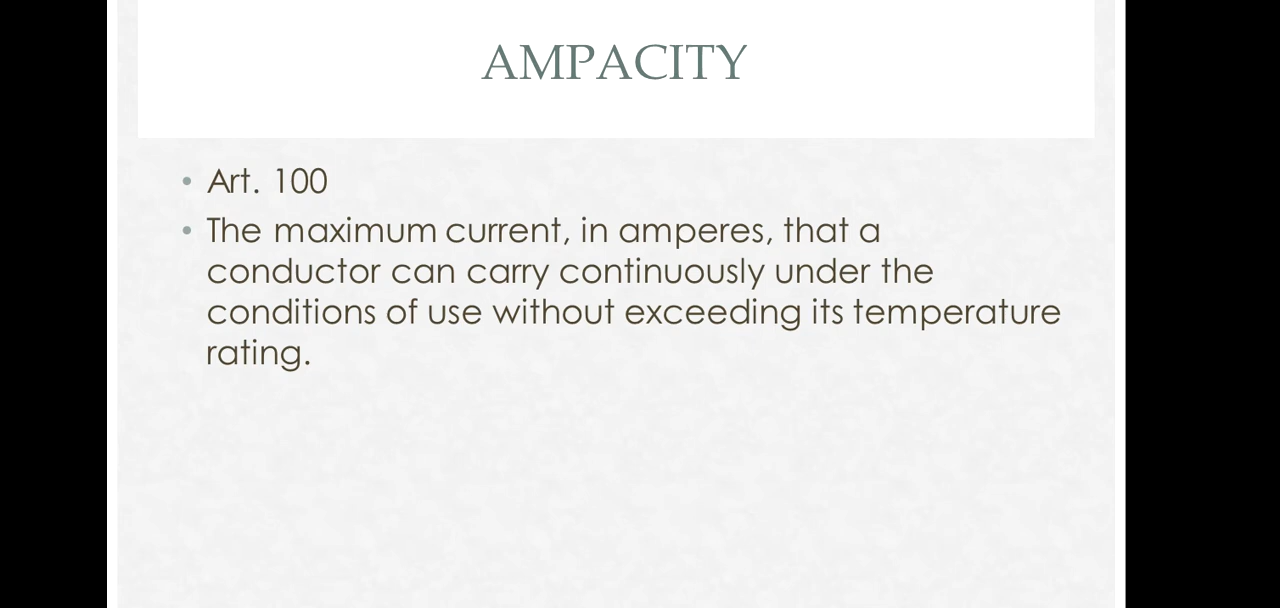 AMPACITY
• Art. 100
• The maximum current, in amperes, that a
conductor can carry continuously under the
conditions of use without exceeding its temperature
rating.